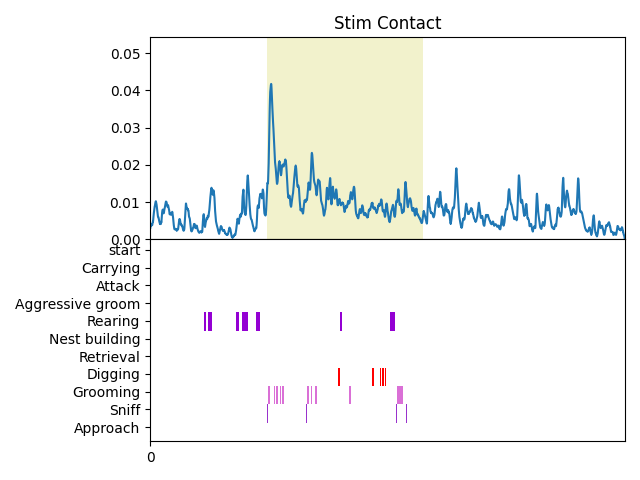 Stim Contact
0.05
0.04
0.03
0.02
0.01
0.00
start
Carrying
Attack
Aggressive groom
Rearing
Nest building
Retrieval
Digging
Grooming
Sniff
Approach
0